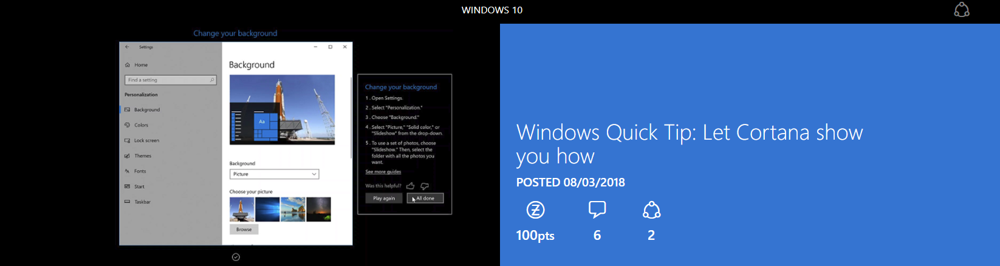 WINDOWS 10
Change your background
Settings
Home
Find a setting
Personalization
Background
Colors
Lock screen
Themes
Fonts
Start
Taskbar
Background
Aa
Background
Picture
Choose your picture
Browse
Change your background
1. Open Settings.
2. Select "Personalization."
3. Choose "Background."
4. Select "Picture," "Solid color," or
"Slideshow" from the drop-down.
5. To use a set of photos, choose
"Slideshow." Then, select the
folder with all the photos you
want.
See more guides
Was this helpful?
Play again
All done
Windows Quick Tip: Let Cortana show
you how
POSTED 08/03/2018
100pts
6
2